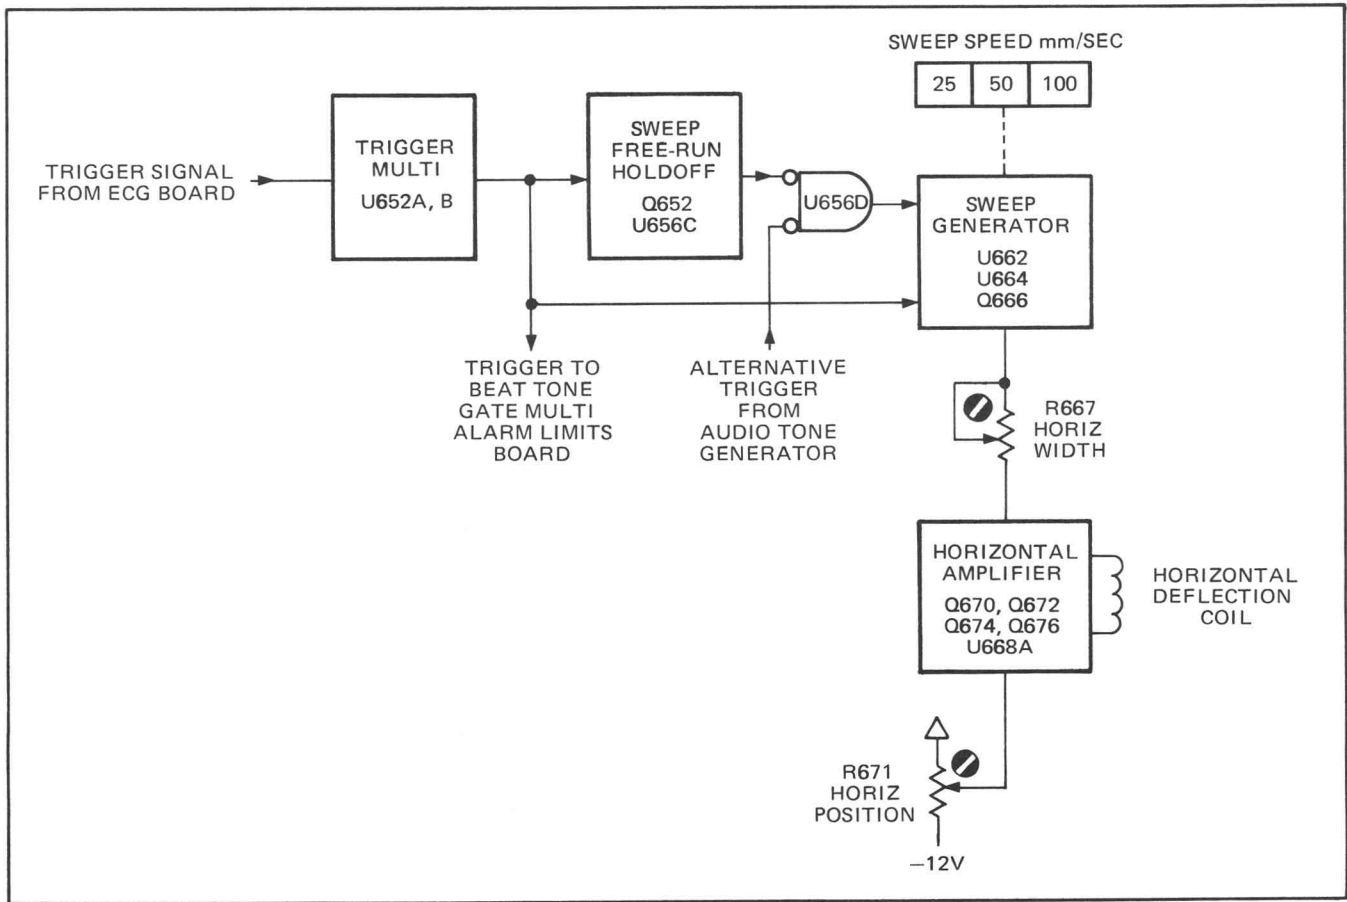 SWEEP SPEED mm/SEC
25 50 100
TRIGGER SIGNAL
FROM ECG BOARD
TRIGGER
MULTI
U652A, B
SWEEP
FREE-RUN
HOLDOFF
Q652
U656C
U656D
SWEEP
GENERATOR
U662
U664
Q666
TRIGGER TO
BEAT TONE
GATE MULTI
ALARM LIMITS
BOARD
ALTERNATIVE
TRIGGER
FROM
AUDIO TONE
GENERATOR
R667
HORIZ
WIDTH
HORIZONTAL
AMPLIFIER
Q670, Q672
Q674, Q676
U668A
HORIZONTAL
DEFLECTION
COIL
R671
HORIZ
POSITION
−12V